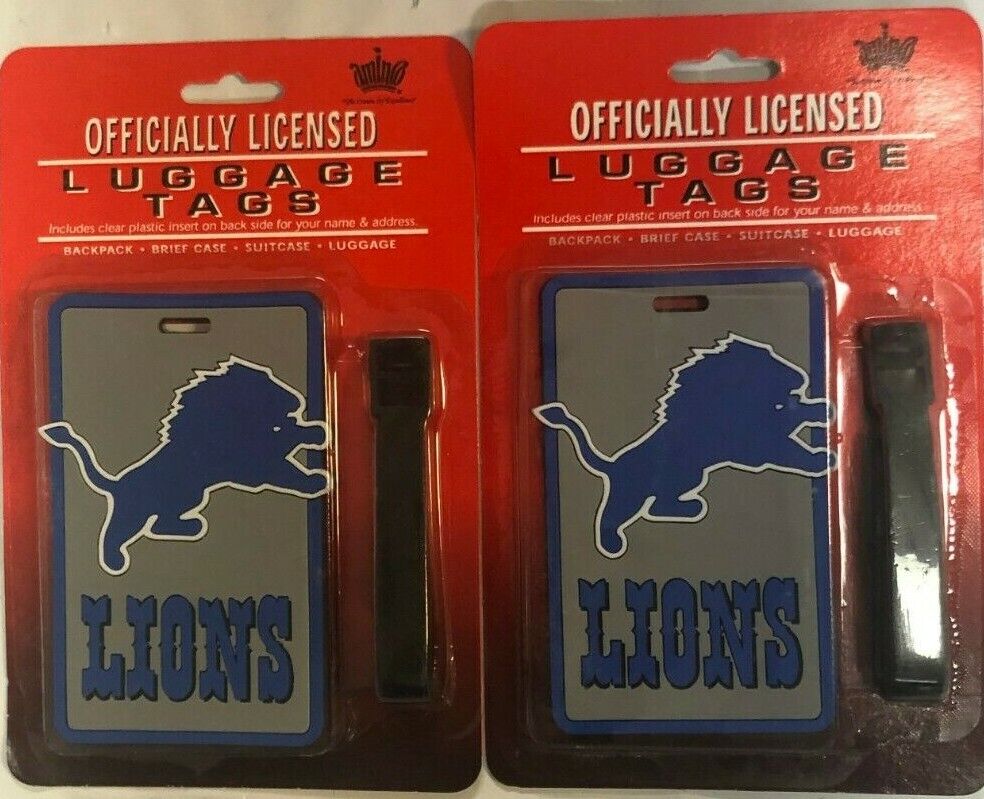 amino
OFFICIALLY LICENSED
LUGGAGE
TAGS
Includes clear plastic insert on back side for your name & address.
BACKPACK • BRIEF CASE • SUITCASE • LUGGAGE
LIONS
OFFICIALLY LICENSED
LUGGAGE
TAGS
Includes clear plastic insert on back side for your name & address.
BACKPACK • BRIEF CASE • SUITCASE • LUGGAGE
LIONS